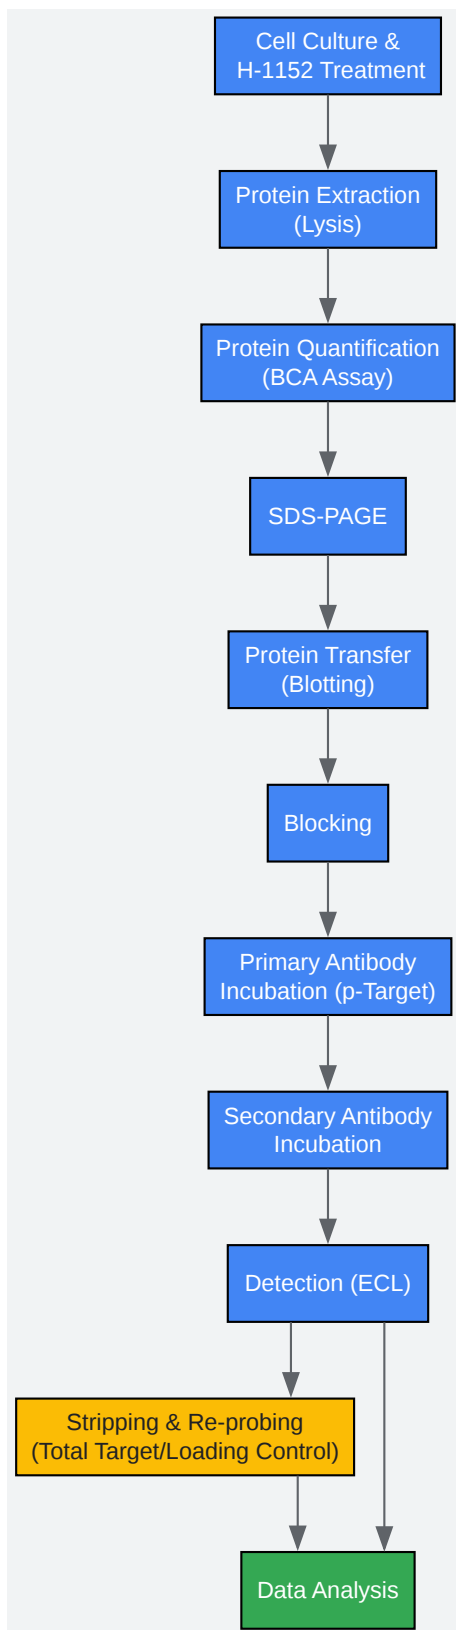 Cell Culture &
H-1152 Treatment
Protein Extraction
(Lysis)
Protein Quantification
(BCA Assay)
SDS-PAGE
Protein Transfer
(Blotting)
Blocking
Primary Antibody
Incubation (p-Target)
Secondary Antibody
Incubation
Detection (ECL)
Stripping & Re-probing
(Total Target/Loading Control)
Data Analysis